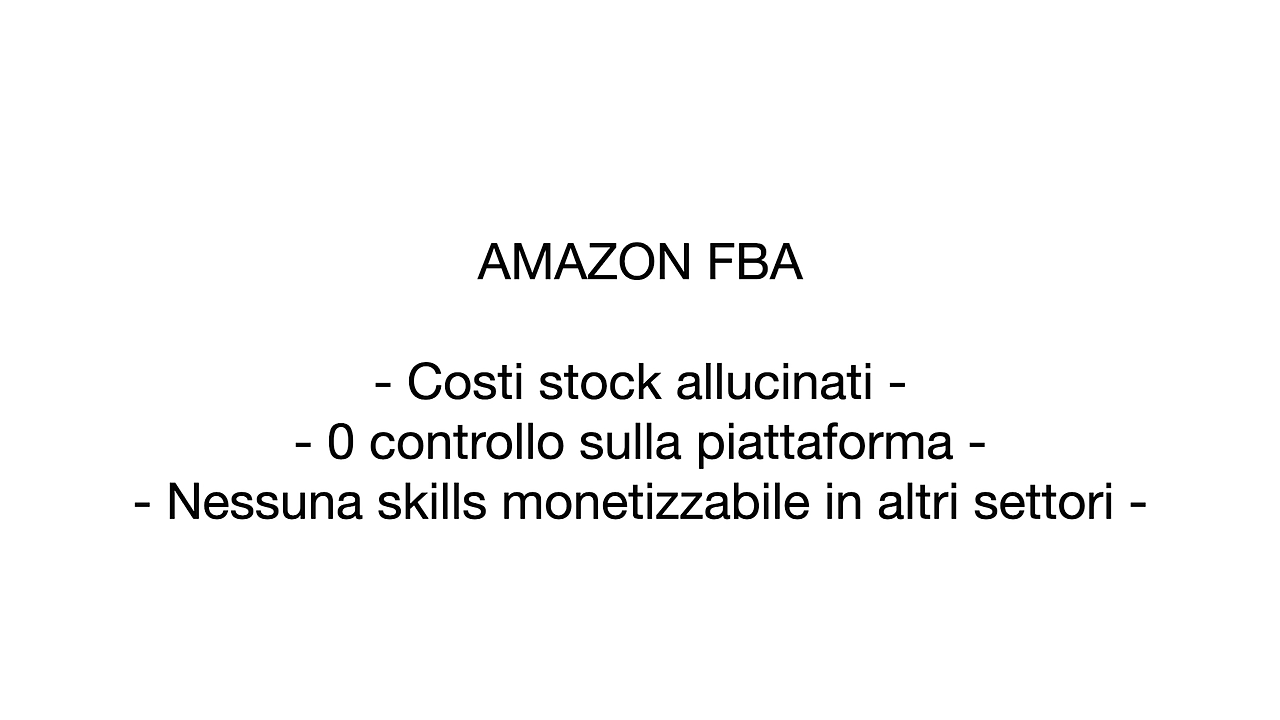 AMAZON FBA
- Costi stock allucinati -
- 0 controllo sulla piattaforma -
- Nessuna skills monetizzabile in altri settori -